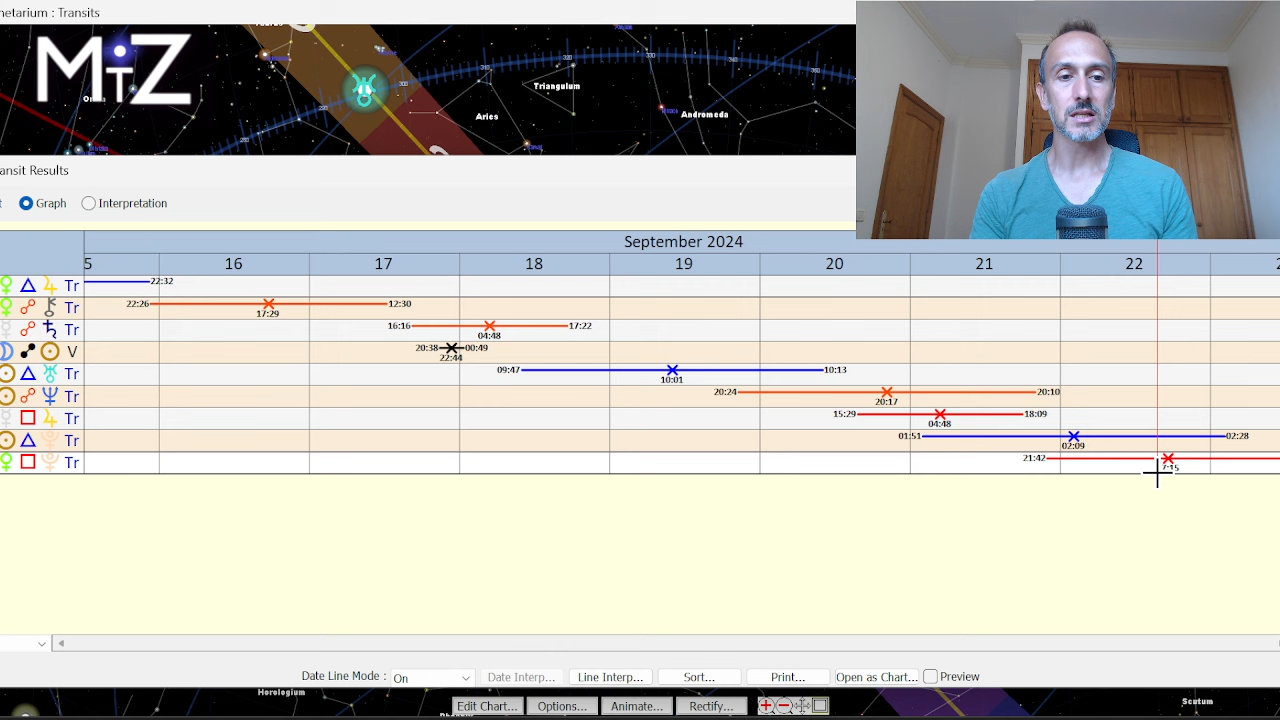 netarium : Transits
MTZ
Triangulum
Aries
Andromeda
ansit Results
Graph Interpretation
September 2024
5 16 17 18 19 20 21 22 2
Tr 22:32
Tr 22:26 17:29 12:30
Tr 16:16 04:48 17:22
V 20:38 22:44 00:49
Tr 09:47 10:01 10:13
Tr 20:24 20:17 20:10
Tr 15:29 04:48 18:09
Tr 01:51 02:09 02:28
Tr 21:42 7:15
Date Line Mode : On Date Interp... Line Interp... Sort... Print... Open as Chart... Preview
Horologium
Sculptum
Edit Chart... Options... Animate... Rectify...